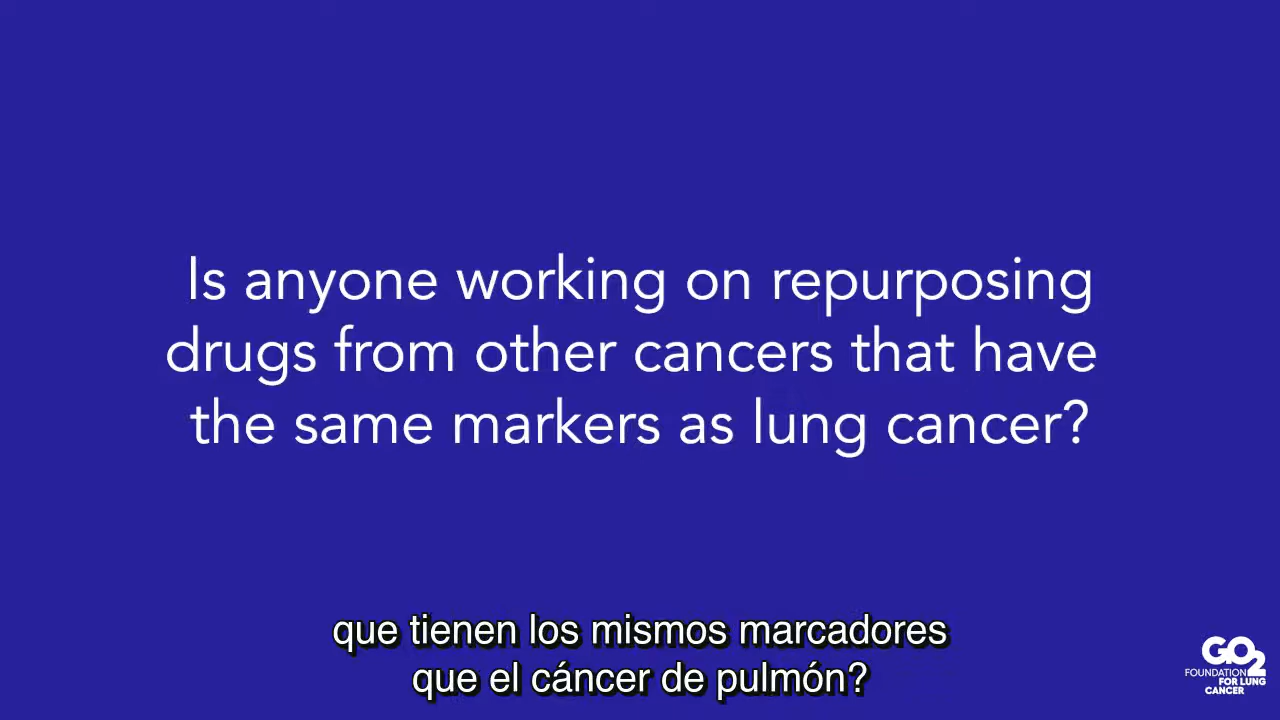 Is anyone working on repurposing
drugs from other cancers that have
the same markers as lung cancer?
que tienen los mismos marcadores
que el cáncer de pulmón?
GO2
FOUNDATION
FOR LUNG
CANCER